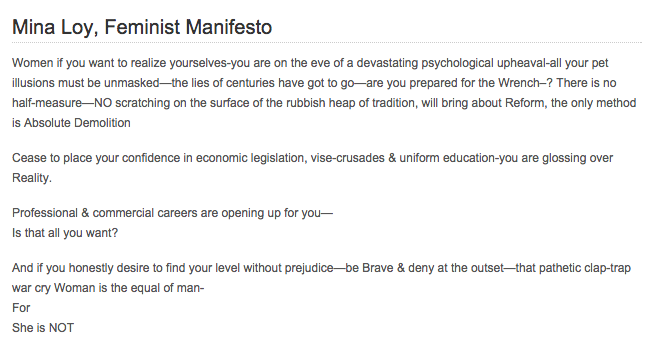 Mina Loy, Feminist Manifesto
Women if you want to realize yourselves-you are on the eve of a devastating psychological upheaval-all your pet
illusions must be unmasked—the lies of centuries have got to go—are you prepared for the Wrench–? There is no
half-measure—NO scratching on the surface of the rubbish heap of tradition, will bring about Reform, the only method
is Absolute Demolition
Cease to place your confidence in economic legislation, vise-crusades & uniform education-you are glossing over
Reality.
Professional & commercial careers are opening up for you—
Is that all you want?
And if you honestly desire to find your level without prejudice—be Brave & deny at the outset—that pathetic clap-trap
war cry Woman is the equal of man-
For
She is NOT